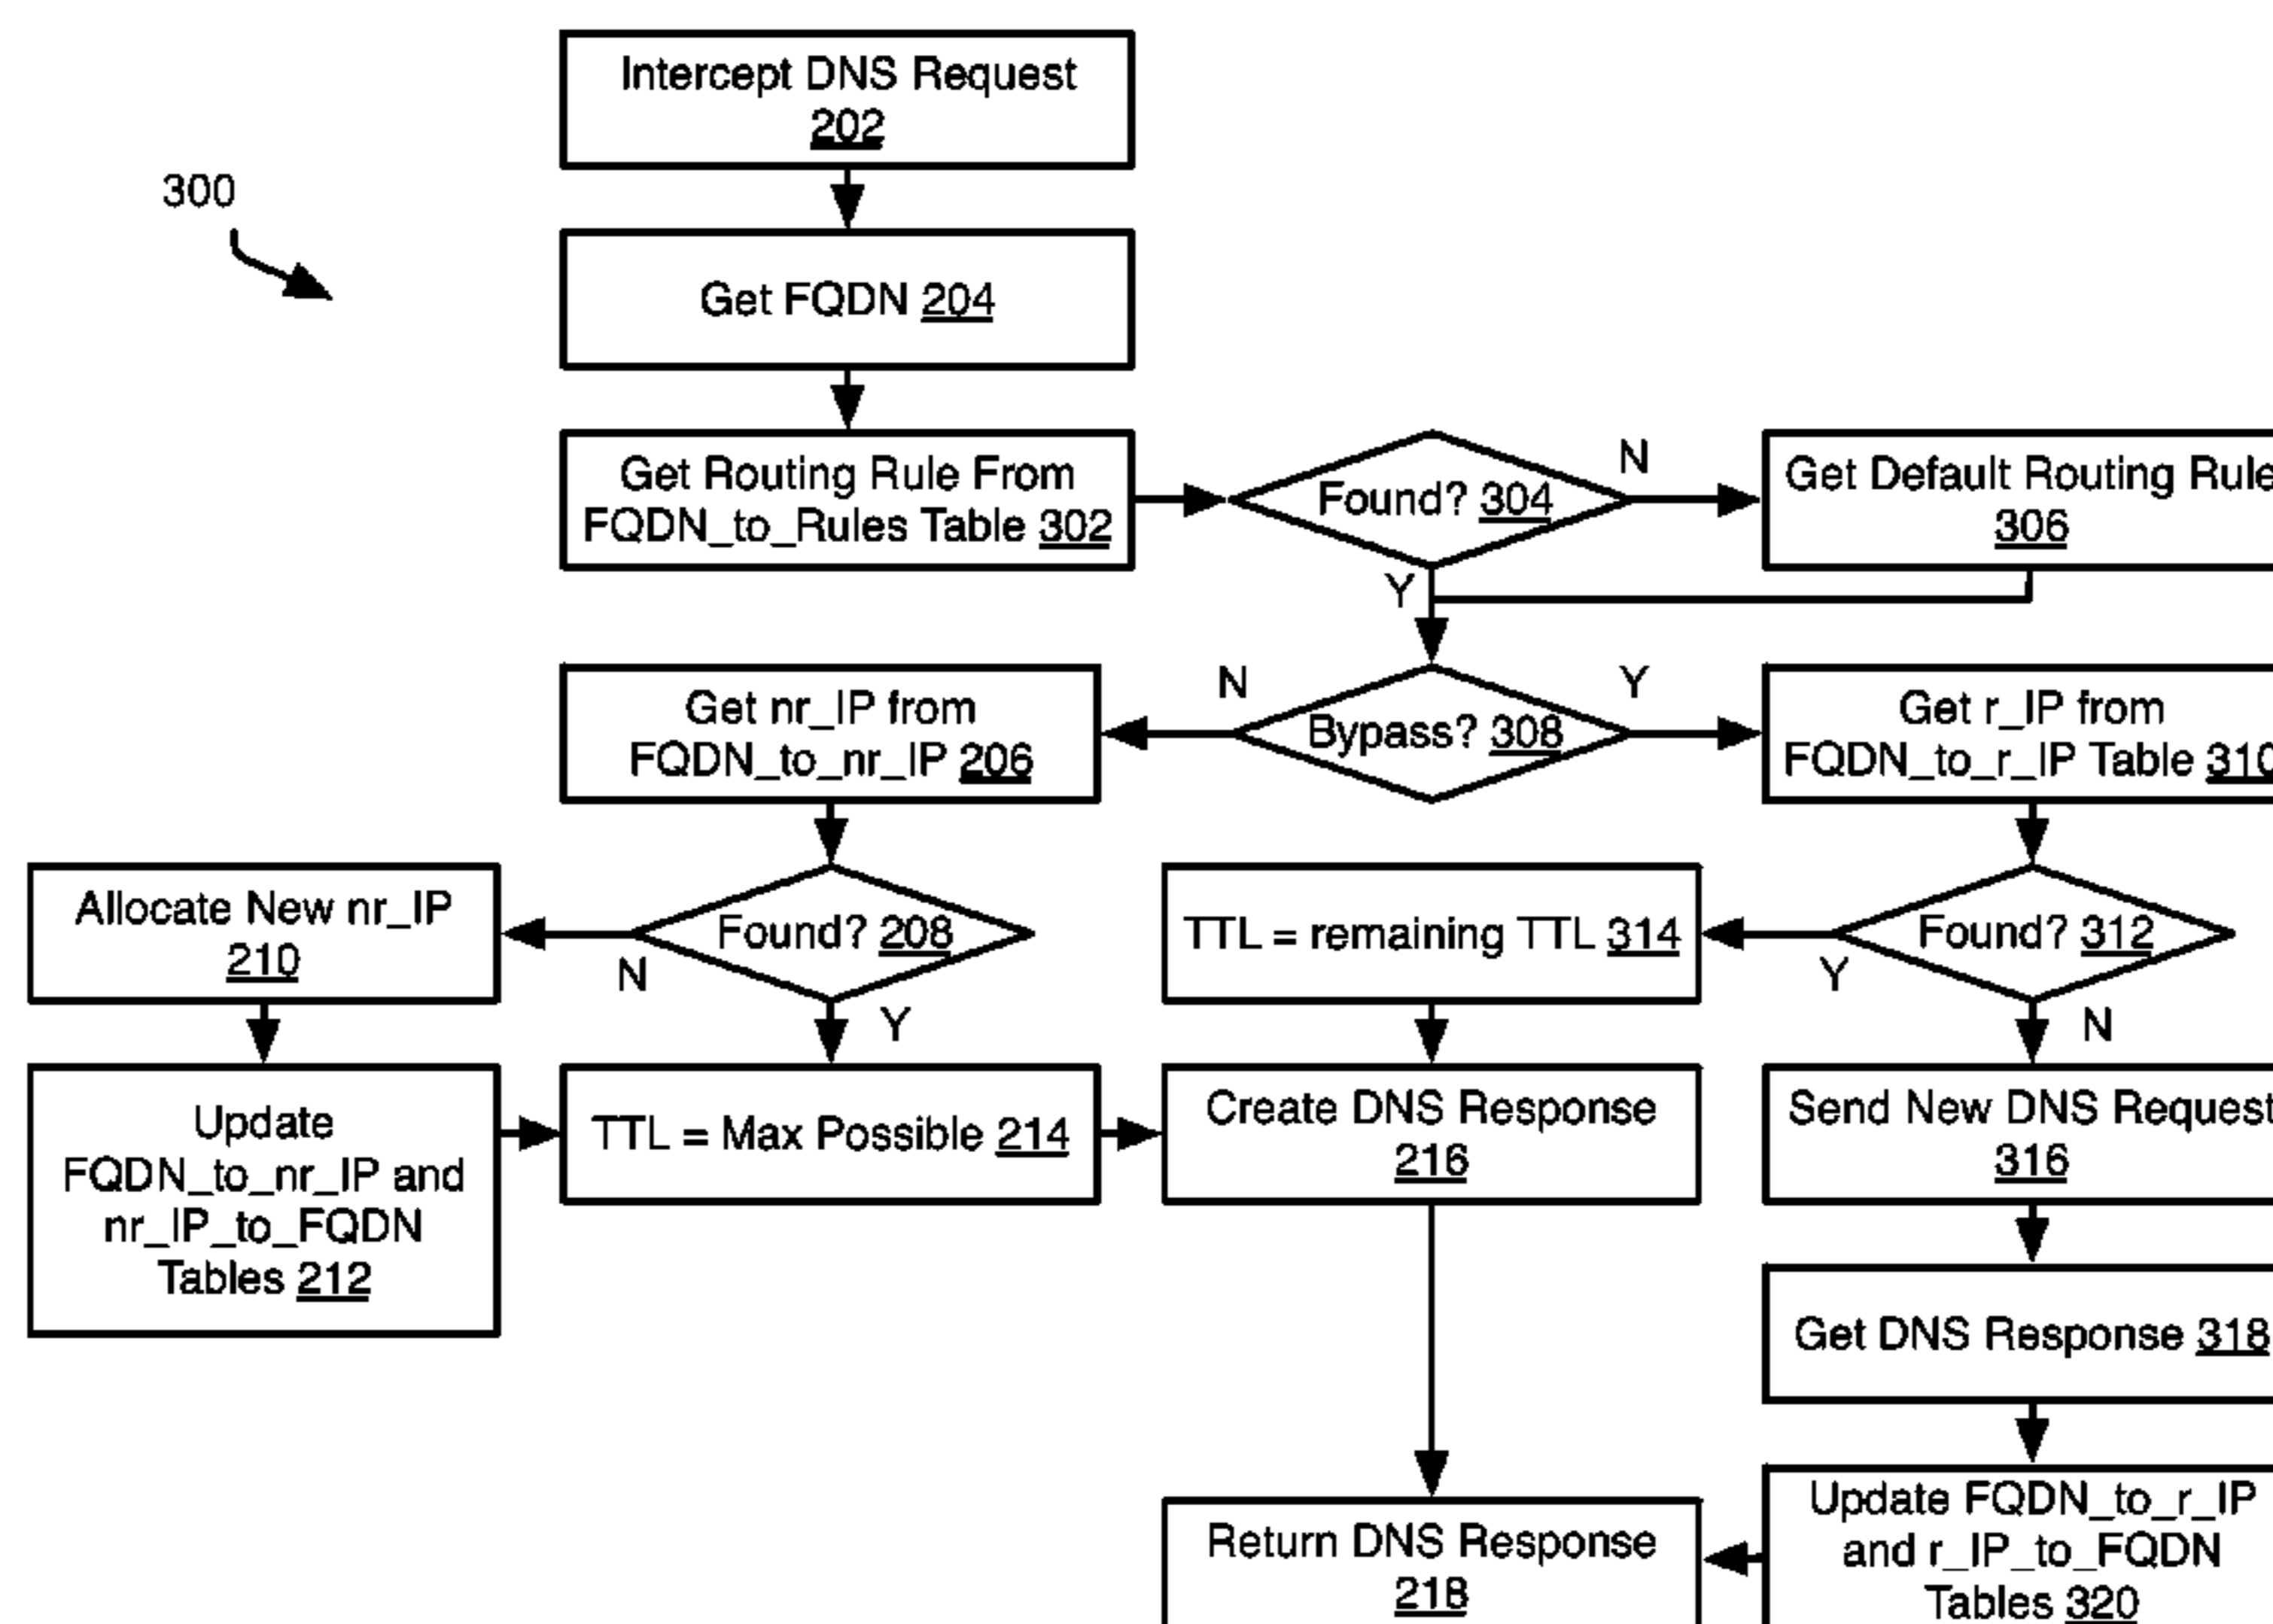 Intercept DNS Request
202
300
Get FQDN 204
Get Routing Rule From
FQDN_to_Rules Table 302
Found? 304
N
Y
Get Default Routing Rule
306
Get nr_IP from
FQDN_to_nr_IP 206
N
Bypass? 308
Y
Get r_IP from
FQDN_to_r_IP Table 310
Allocate New nr_IP
210
Found? 208
N
Y
TTL = remaining TTL 314
Found? 312
Y
N
Update
FQDN_to_nr_IP and
nr_IP_to_FQDN
Tables 212
TTL = Max Possible 214
Create DNS Response
216
Send New DNS Request
316
Get DNS Response 318
Return DNS Response
218
Update FQDN_to_r_IP
and r_IP_to_FQDN
Tables 320